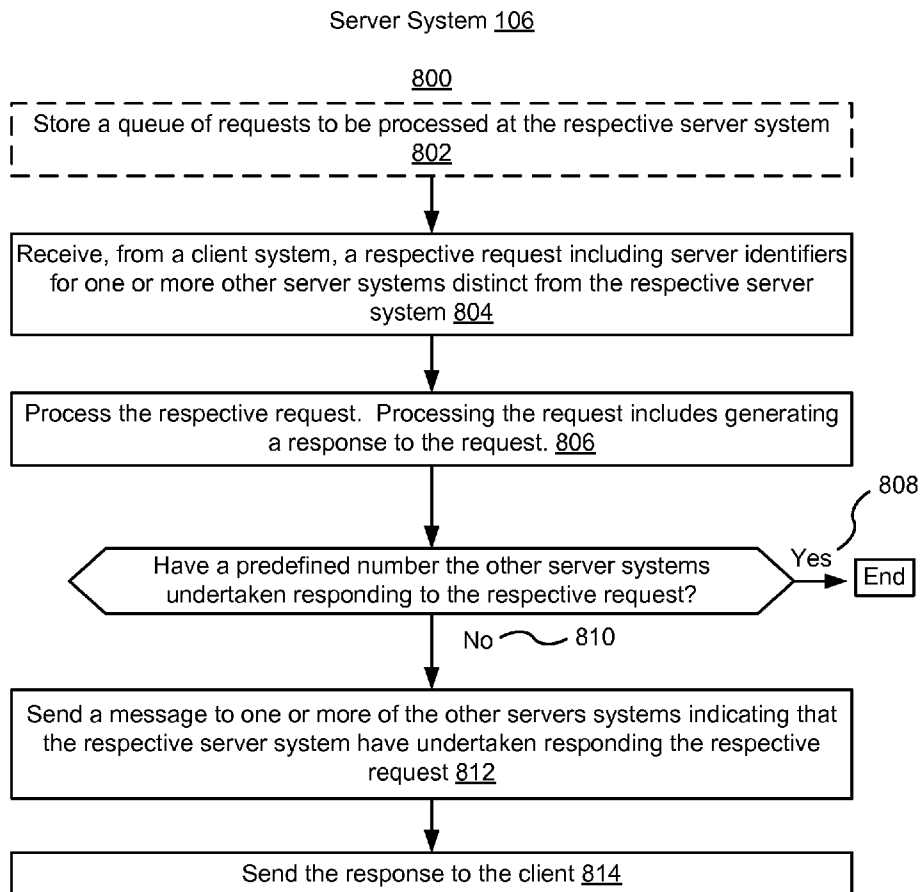 Server System 106
800
Store a queue of requests to be processed at the respective server system
802
Receive, from a client system, a respective request including server identifiers
for one or more other server systems distinct from the respective server
system 804
Process the respective request.  Processing the request includes generating
a response to the request. 806
808
Have a predefined number the other server systems
undertaken responding to the respective request?
Yes
End
No
810
Send a message to one or more of the other servers systems indicating that
the respective server system have undertaken responding the respective
request 812
Send the response to the client 814